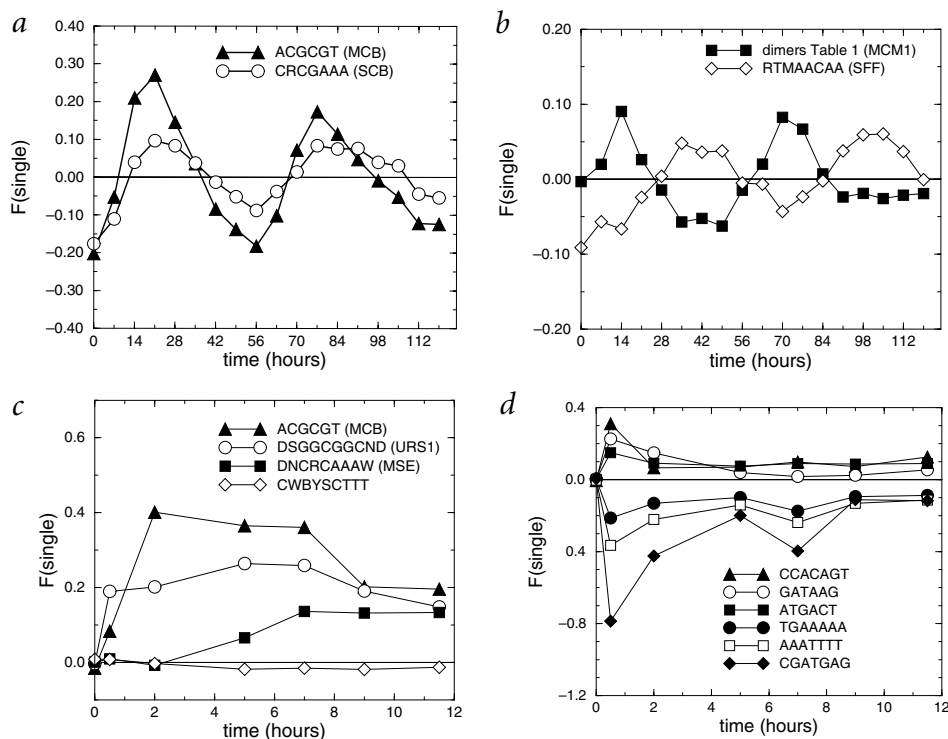 a
0.40
0.30
0.20
0.10
0.00
-0.10
-0.20
-0.30
-0.40
F(single)
ACGCGT (MCB)
CRCGAAA (SCB)
0 14 28 42 56 70 84 98 112
time (hours)
b
0.20
0.10
0.00
-0.10
-0.20
F(single)
dimers Table 1 (MCM1)
RTMAACAA (SFF)
0 14 28 42 56 70 84 98 112
time (hours)
c
0.6
0.4
0.2
0.0
F(single)
ACGCGT (MCB)
DSGGCGGCND (URS1)
DNCRCAAAW (MSE)
CWBYSCTTT
0 2 4 6 8 10 12
time (hours)
d
0.4
0.0
0.4
-0.8
-1.2
F(single)
CCACAGT
GATAAG
ATGACT
TGAAAAA
AAATTTT
CGATGAG
0 2 4 6 8 10 12
time (hours)